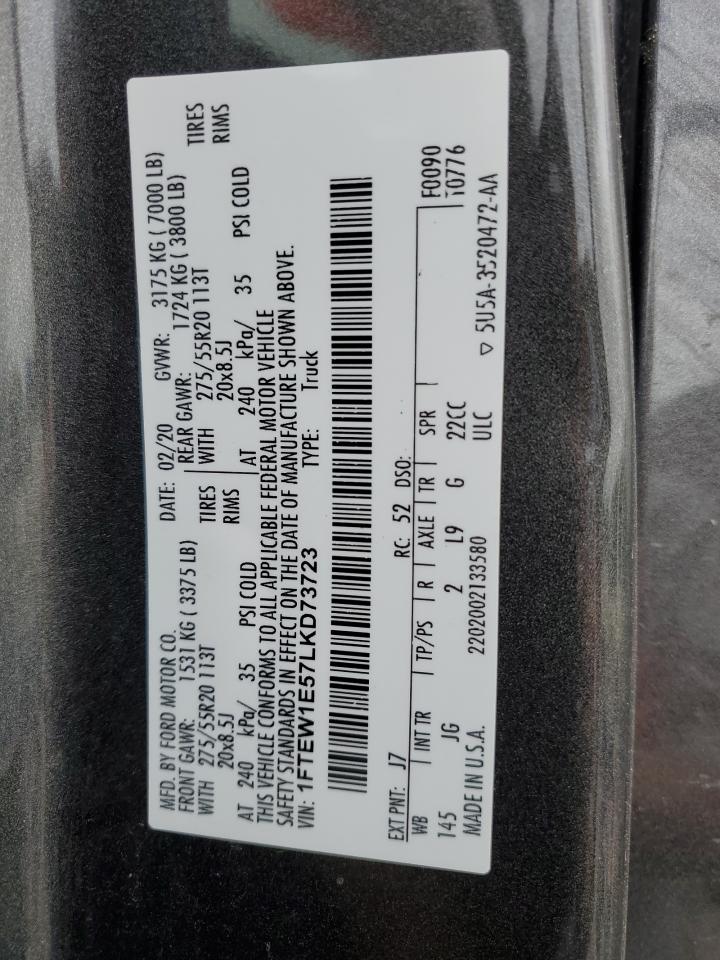 MFD. BY FORD MOTOR CO.
DATE: 02/20 GVWR: 3175 KG ( 7000 LB)
FRONT GAWR: 1531 KG ( 3375 LB) REAR GAWR: 1724 KG ( 3800 LB)
WITH 275/55R20 113T TIRES WITH 275/55R20 113T TIRES
20x8.5J RIMS 20x8.5J RIMS
AT 240 kPa/ 35 PSI COLD AT 240 kPa/ 35 PSI COLD
THIS VEHICLE CONFORMS TO ALL APPLICABLE FEDERAL MOTOR VEHICLE
SAFETY STANDARDS IN EFFECT ON THE DATE OF MANUFACTURE SHOWN ABOVE.
VIN: 1FTEW1E57LKD73723 TYPE: Truck
EXT PNT: J7 RC: 52 DSO: F0090
WB INT TR TP/PS R AXLE TR SPR T0776
145 JG 2 L9 G 22CC
MADE IN U.S.A. 2202002133580 ULC ▽ 5U5A-3520472-AA